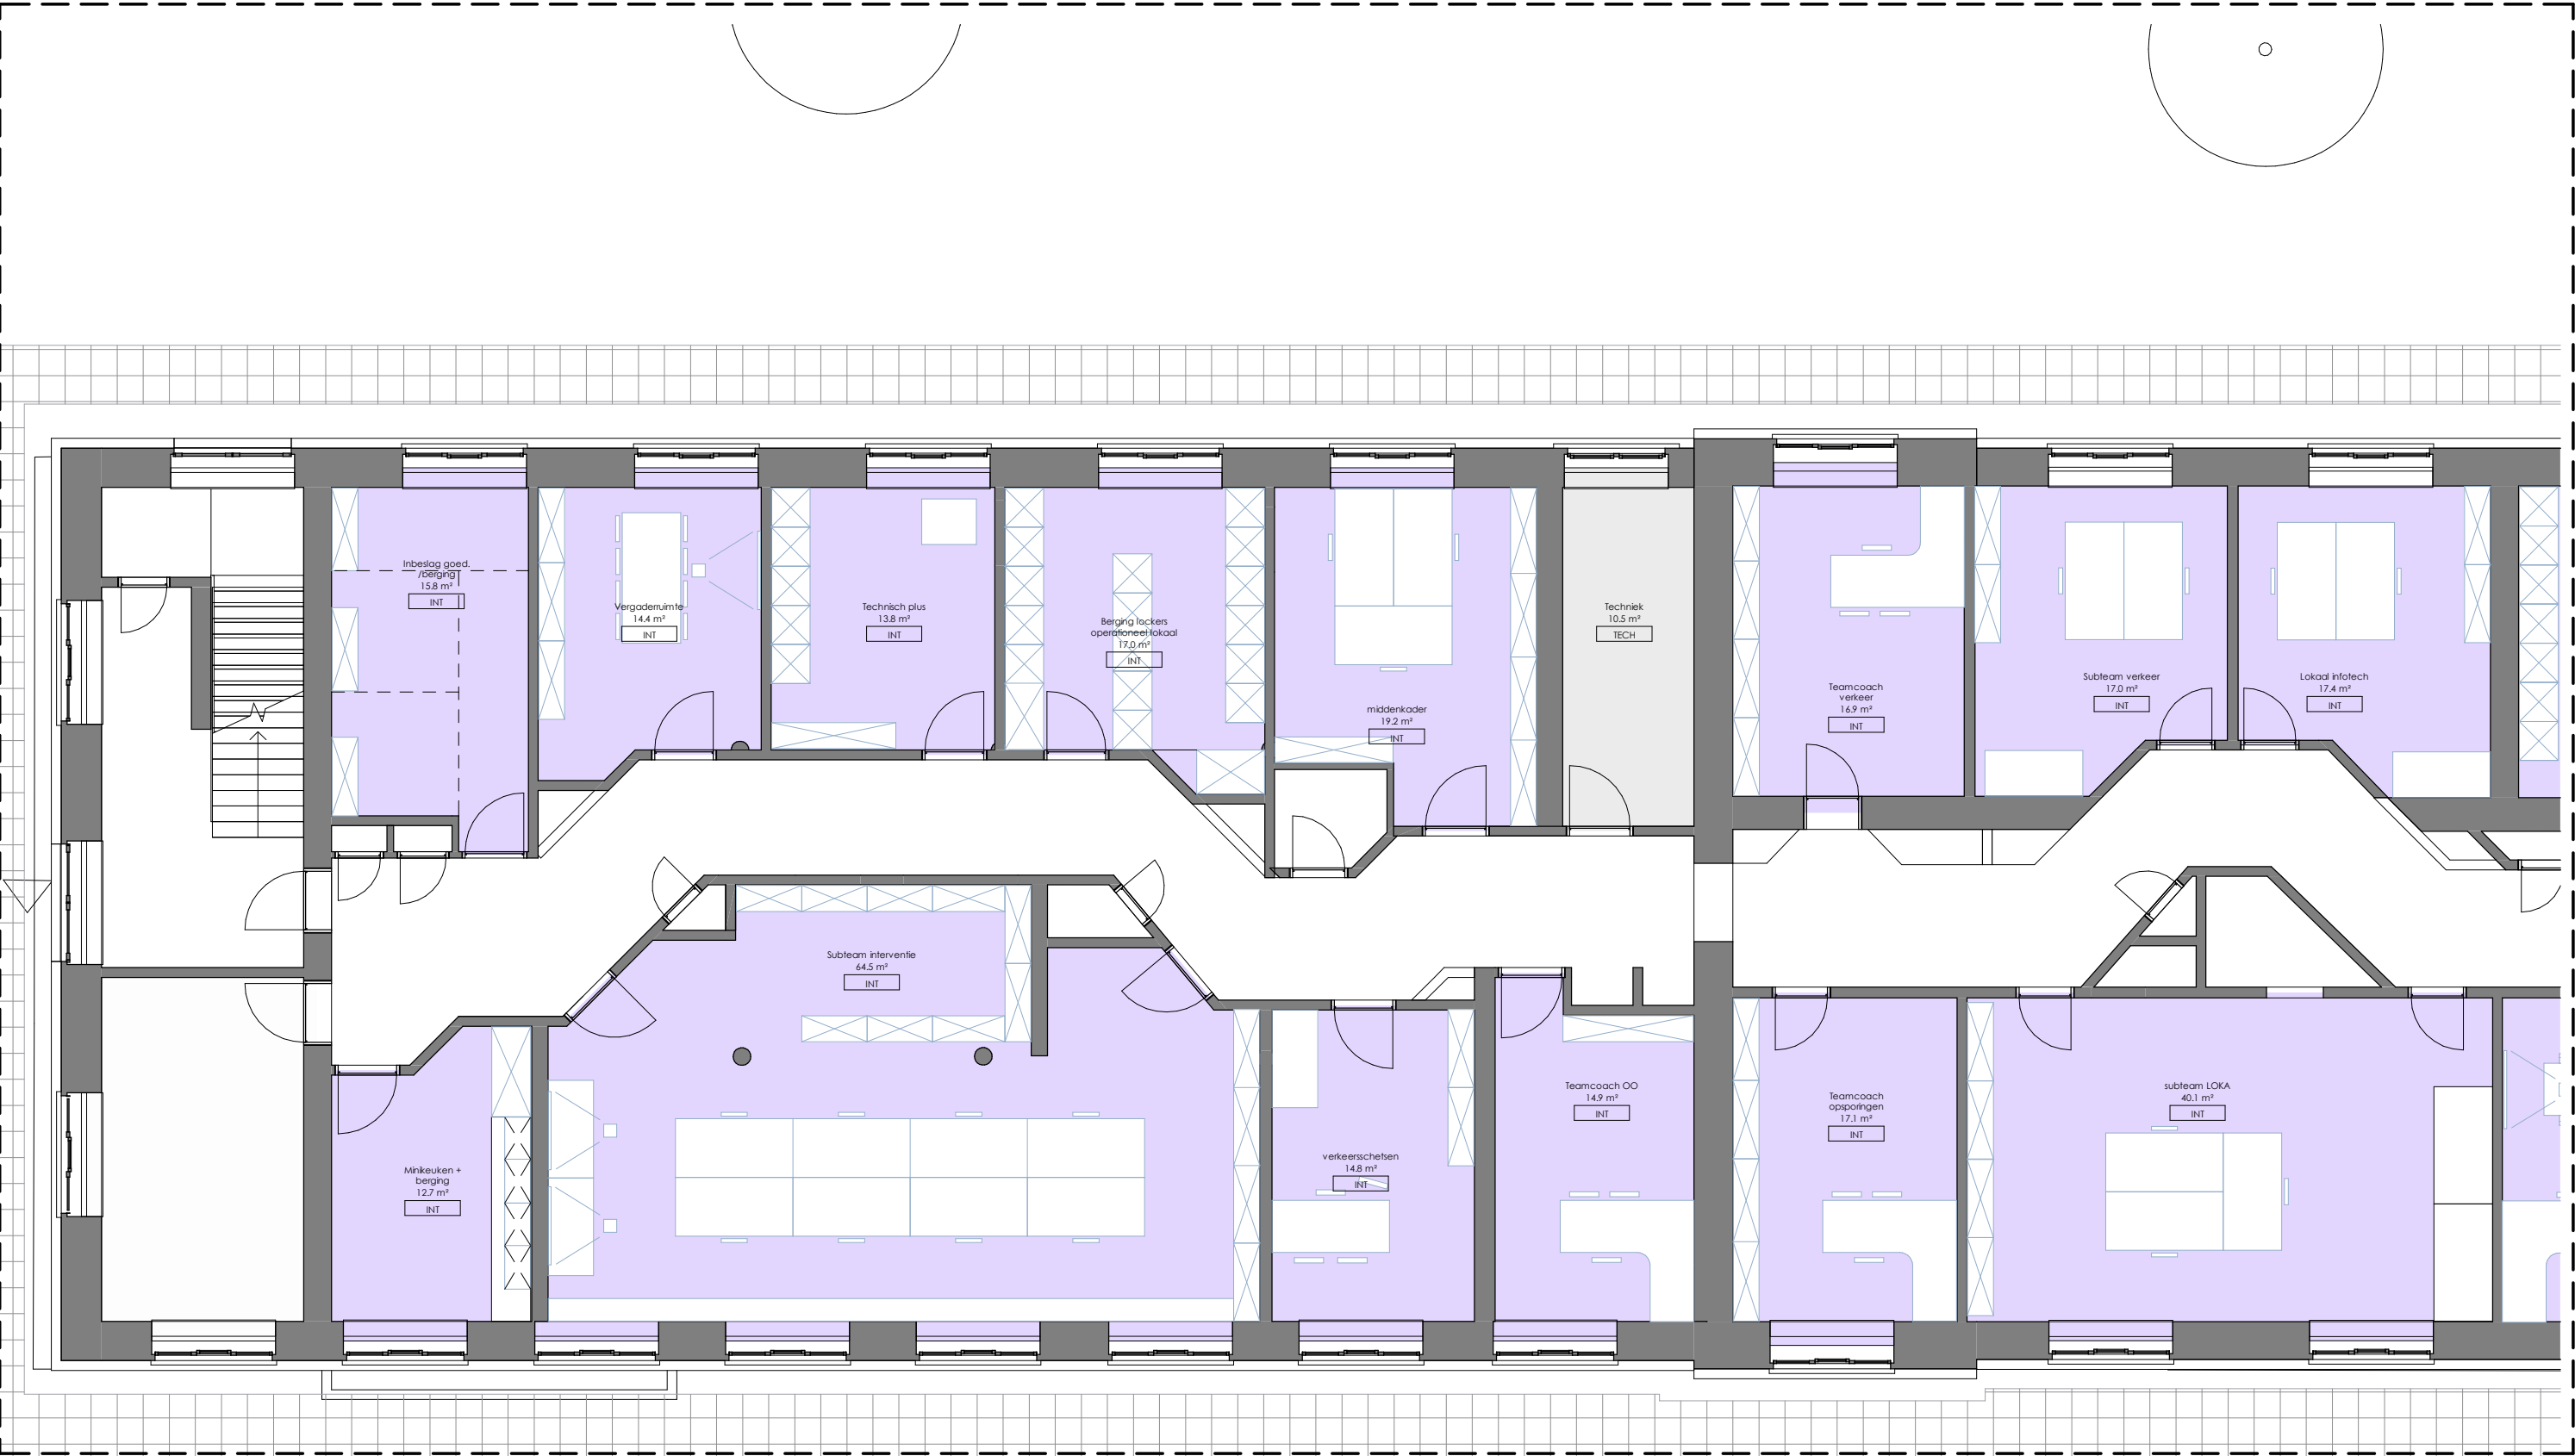 Inbeslag goed.
/berging
15.8 m²
INT
Vergaderruimte
14.4 m²
INT
Technisch plus
13.8 m²
INT
Berging lockers
operationeel lokaal
17.0 m²
INT
middenkader
19.2 m²
INT
Techniek
10.5 m²
TECH
Teamcoach
verkeer
16.9 m²
INT
Subteam verkeer
17.0 m²
INT
Lokaal infotech
17.4 m²
INT
Subteam interventie
64.5 m²
INT
Minikeuken +
berging
12.7 m²
INT
verkeersschetsen
14.8 m²
INT
Teamcoach OO
14.9 m²
INT
Teamcoach
opsporingen
17.1 m²
INT
subteam LOKA
40.1 m²
INT